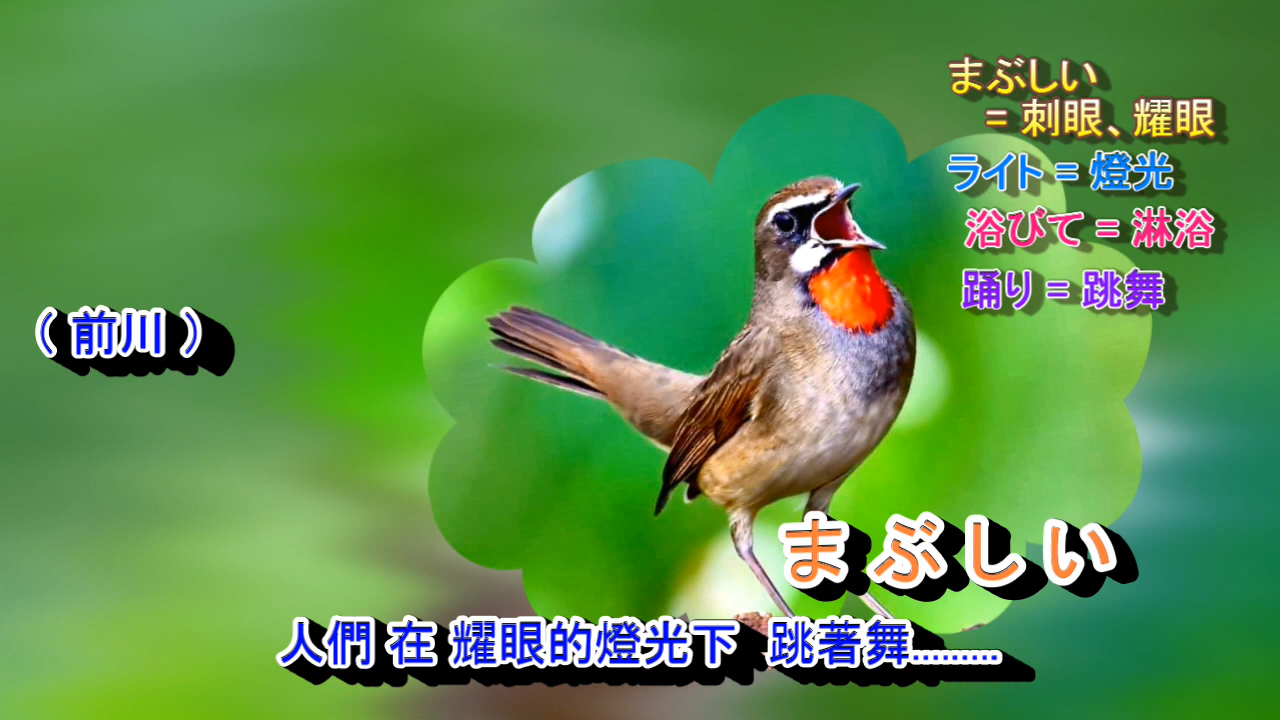 まぶしい
= 刺眼、耀眼
ライト = 燈光
浴びて = 淋浴
踊り = 跳舞
( 前川 )
まぶしい
人們 在 耀眼的燈光下 跳著舞.........